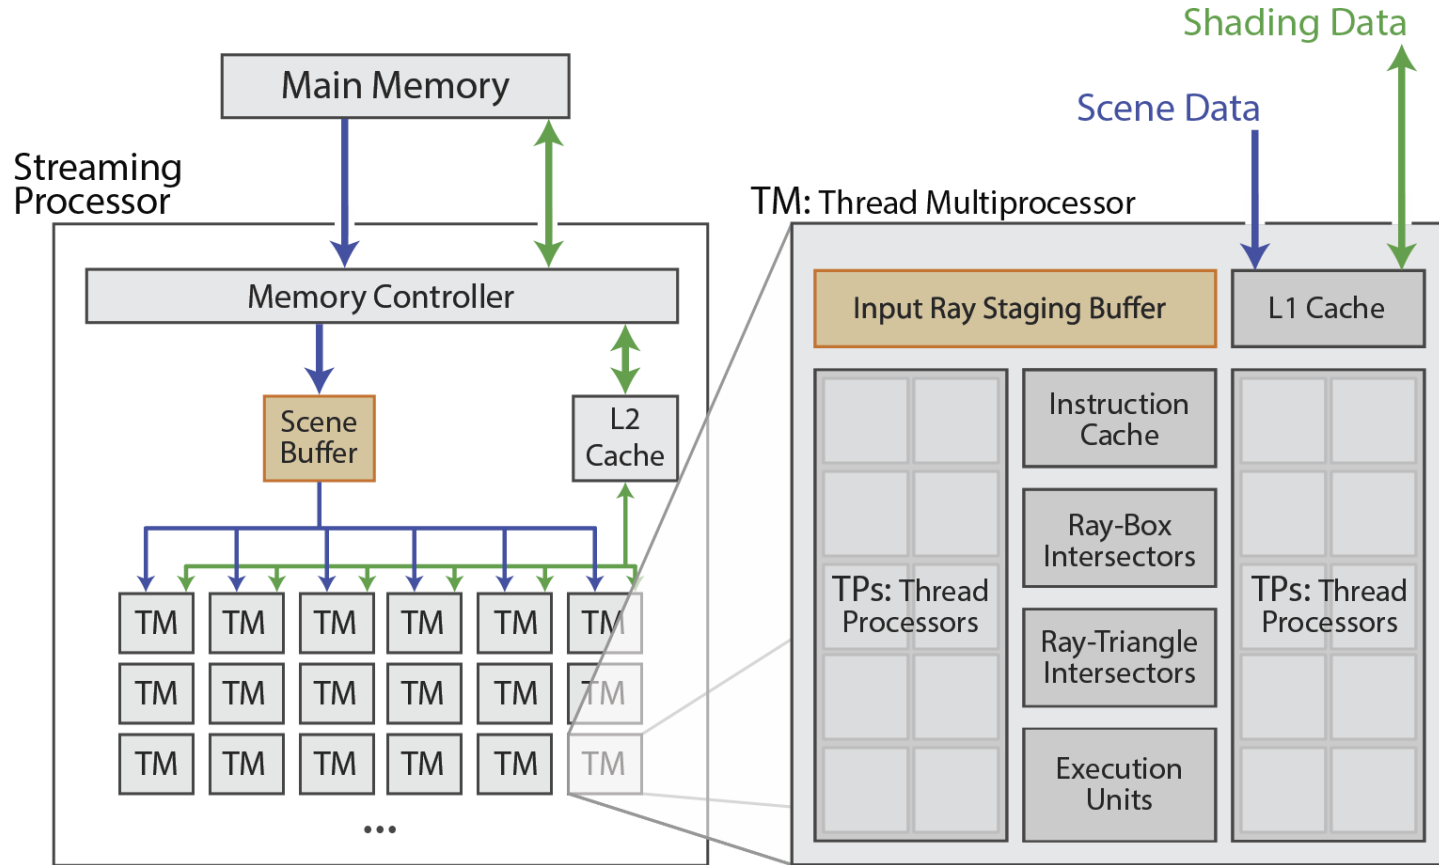 Shading Data
Main Memory
Scene Data
Streaming
Processor
TM: Thread Multiprocessor
Memory Controller
Input Ray Staging Buffer
L1 Cache
Scene
Buffer
L2
Cache
Instruction
Cache
Ray-Box
Intersectors
TPs: Thread
Processors
TPs: Thread
Processors
Ray-Triangle
Intersectors
Execution
Units
TM TM TM TM TM TM
TM TM TM TM TM TM
TM TM TM TM TM TM
...